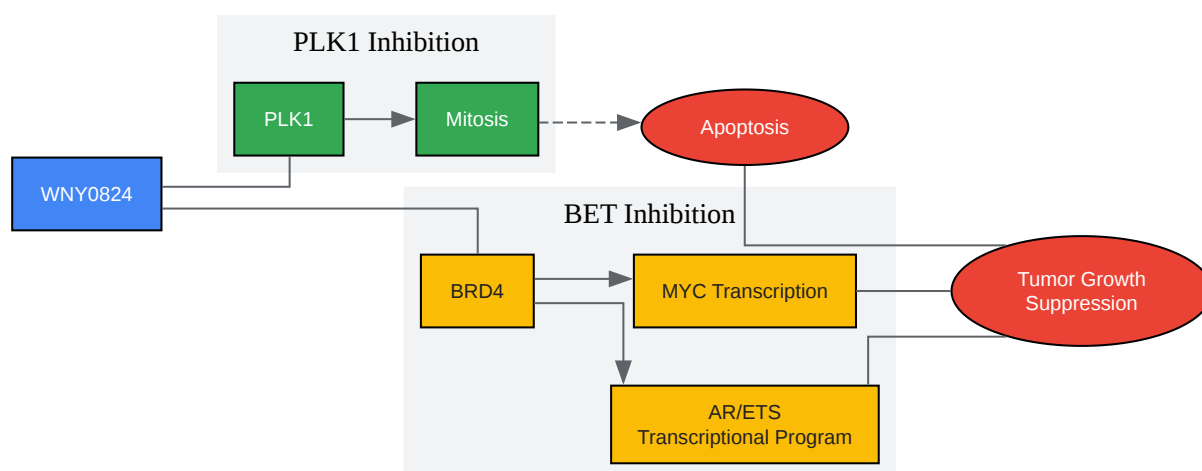 PLK1 Inhibition
PLK1
Mitosis
Apoptosis
WNY0824
BET Inhibition
BRD4
MYC Transcription
Tumor Growth
Suppression
AR/ETS
Transcriptional Program